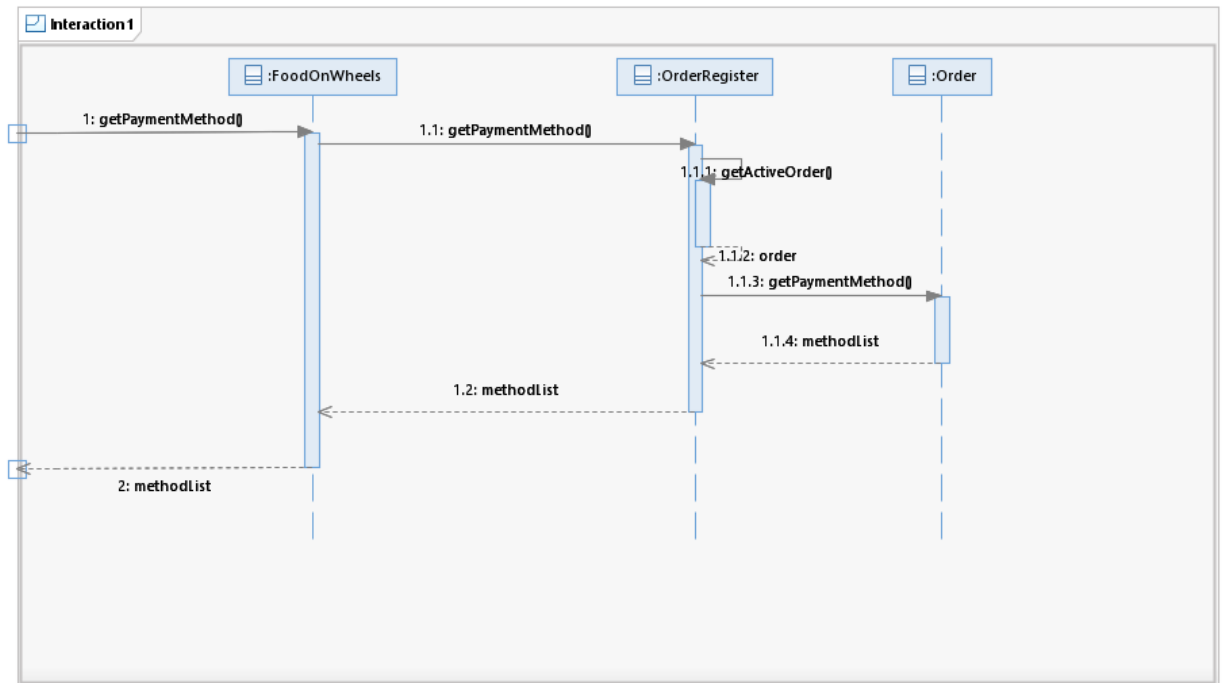 Interaction1
:FoodOnWheels
:OrderRegister
:Order
1: getPaymentMethod()
1.1: getPaymentMethod()
1.1.1: getActiveOrder()
1.1.2: order
1.1.3: getPaymentMethod()
1.1.4: methodList
1.2: methodList
2: methodList